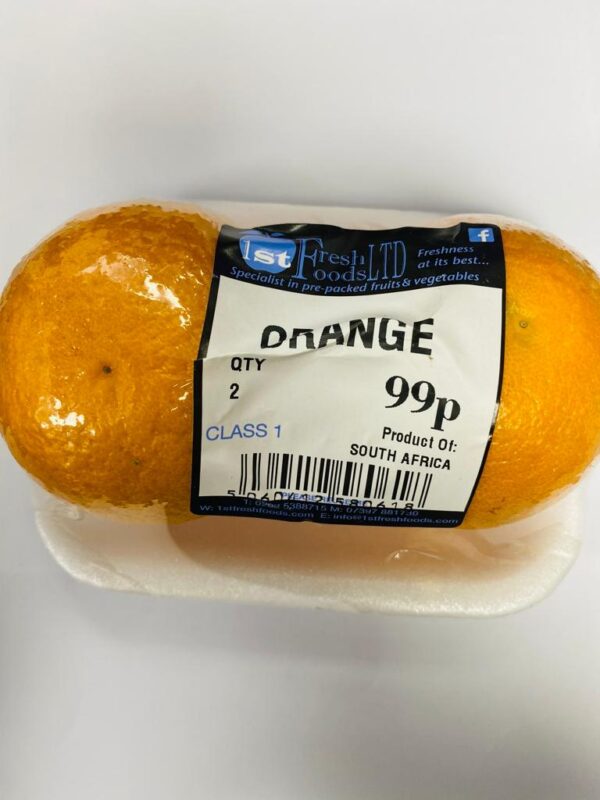 1st Fresh Foods LTD
Freshness
at its best...
Specialist in pre-packed fruits & vegetables
f
ORANGE
QTY
2
99p
CLASS 1
Product Of:
SOUTH AFRICA
W: 1stfreshfoods.com E: info@1stfreshfoods.com